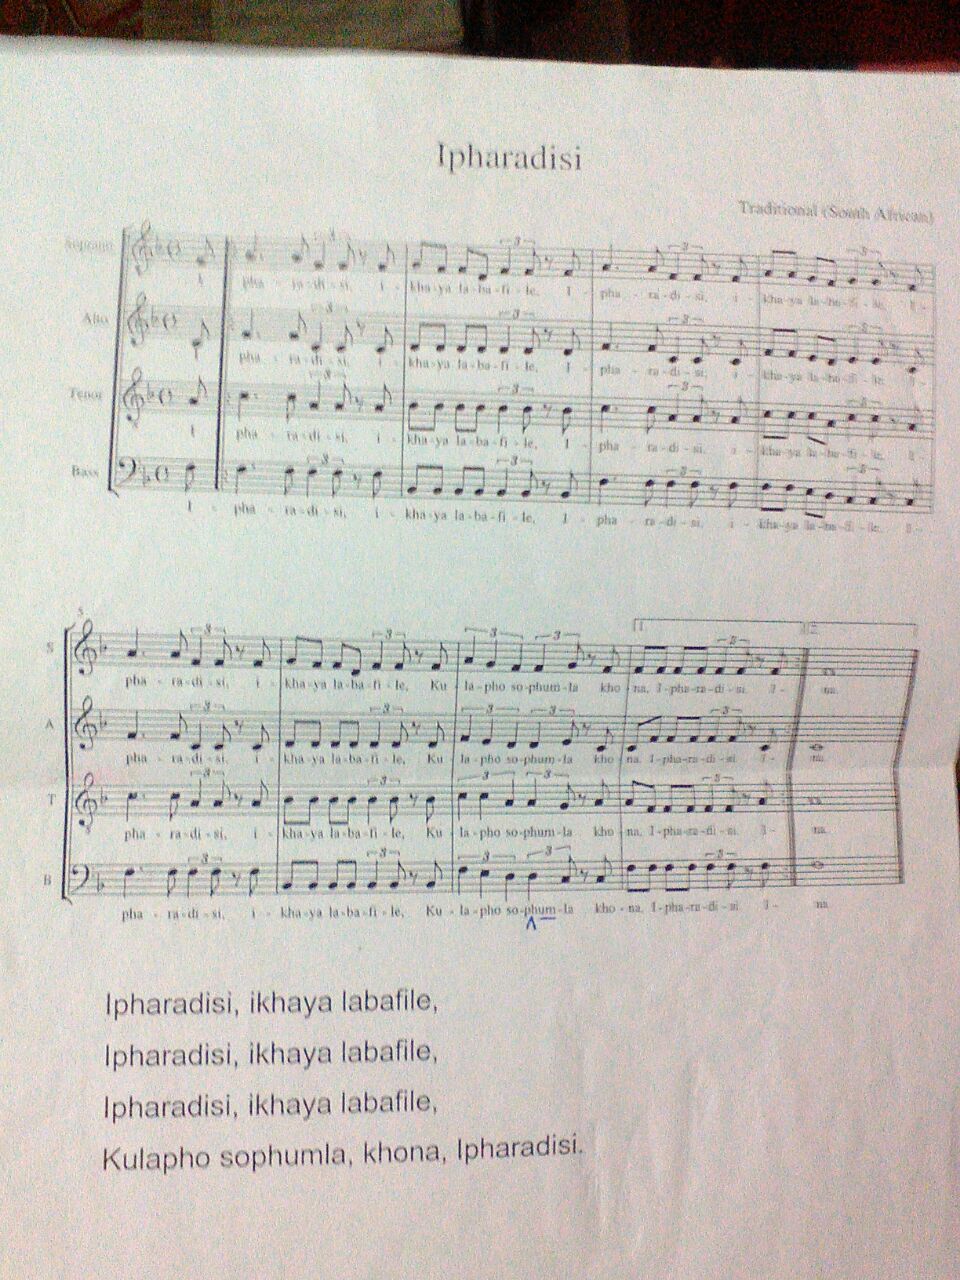 Ipharadisi
Traditional (South African)
Soprano
I pha - ra-di-si, i - kha-ya la-ba-fi-le, I - pha - ra-di-si, i - kha-ya la-ba-fi-le, I -
Alto
I pha - ra-di-si, i - kha-ya la-ba-fi-le, I - pha - ra-di-si, i - kha-ya la-ba-fi-le, I -
Tenor
I pha - ra-di-si, i - kha-ya la-ba-fi-le, I - pha - ra-di-si, i - kha-ya la-ba-fi-le, I -
Bass
I - pha - ra-di-si, i - kha-ya la-ba-fi-le, I - pha - ra-di-si, i - kha-ya la-ba-fi-le, I -
5
S
pha - ra-di-si, i - kha-ya la-ba-fi-le, Ku la-pho so-phum-la kho na, I-pha-ra-di-si I- na.
A
pha - ra-di-si, i - kha-ya la-ba-fi-le, Ku la-pho so-phum-la kho na, I-pha-ra-di-si I- na.
T
pha - ra-di-si, i - kha-ya la-ba-fi-le, Ku la-pho so-phum-la kho - na, I-pha-ra-di-si I- na.
B
pha - ra-di-si, i - kha-ya la-ba-fi-le, Ku - la-pho so-phum-la kho - na, I-pha-ra-di-si I- na
Ipharadisi, ikhaya labafile,
Ipharadisi, ikhaya labafile,
Ipharadisi, ikhaya labafile,
Kulapho sophumla, khona, Ipharadisi.